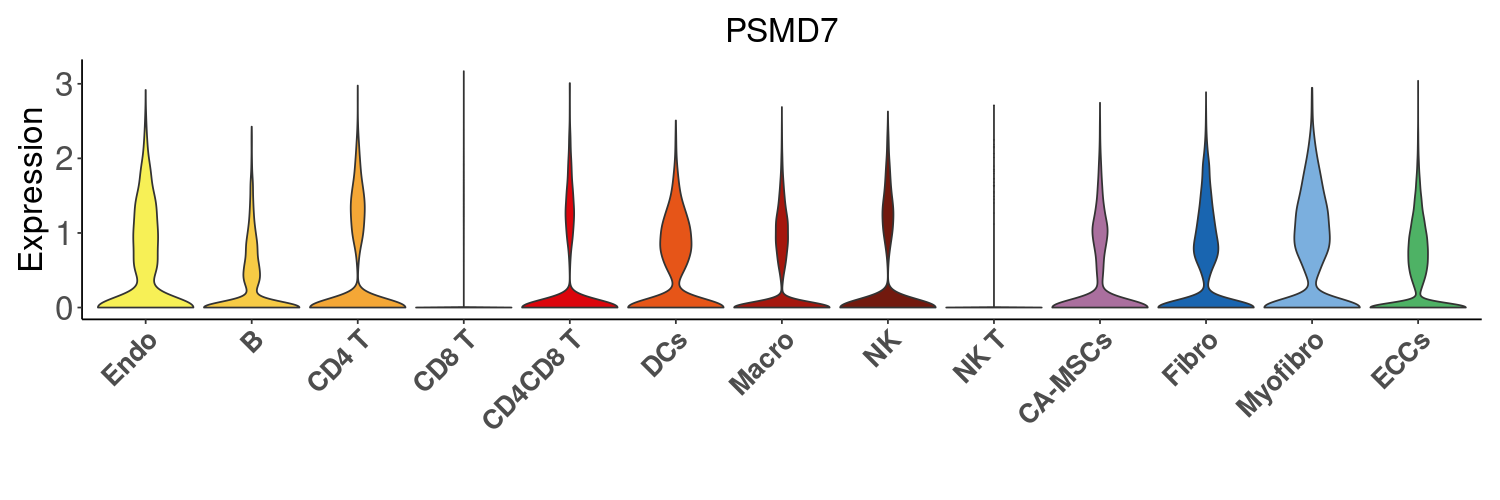 PSMD7
Expression
3
2
1
0
Endo
B
CD4 T
CD8 T
CD4CD8 T
DCs
Macro
NK
NK T
CA-MSCs
Fibro
Myofibro
ECCs